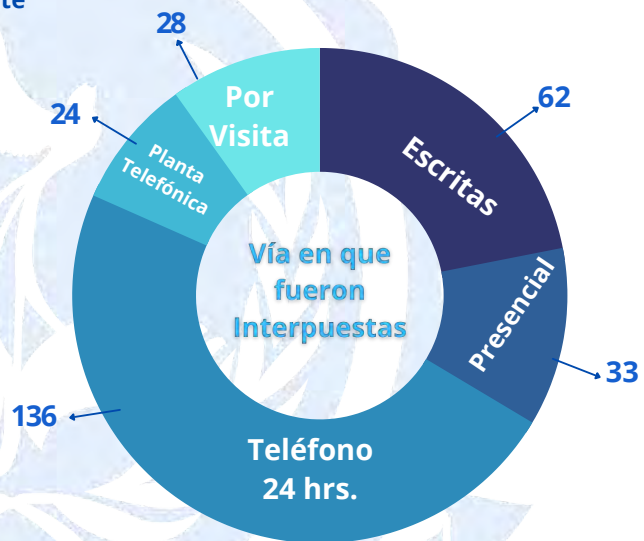 te
28
62
24
Por
Visita
Escritas
Planta
Telefónica
Vía en que
fueron
Interpuestas
Presencial
33
136
Teléfono
24 hrs.